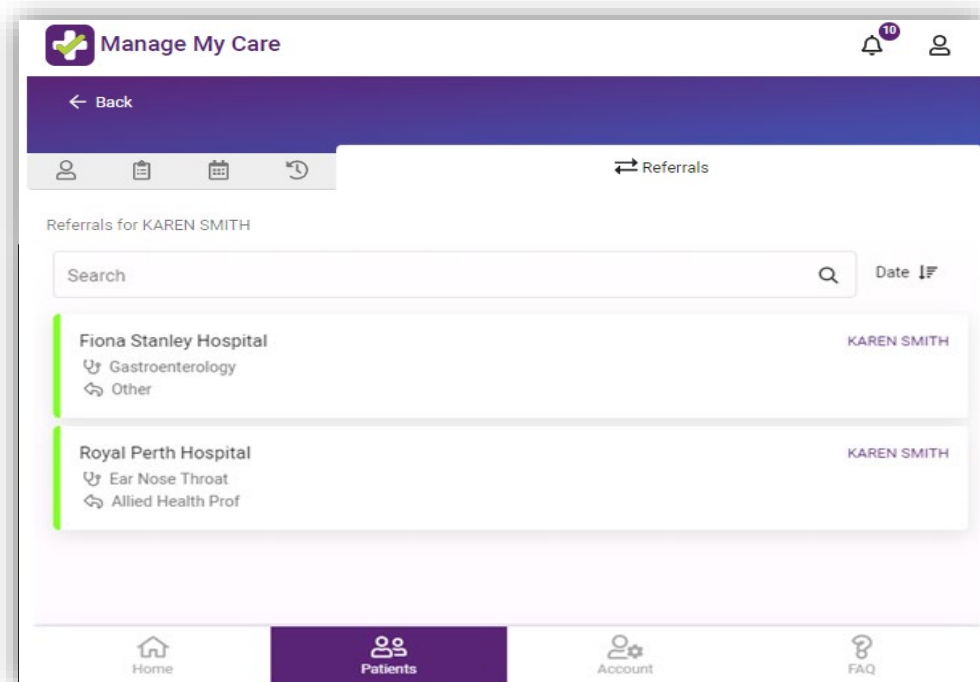 Manage My Care
10
Back
Referrals
Referrals for KAREN SMITH
Search
Date
Fiona Stanley Hospital
KAREN SMITH
Gastroenterology
Other
Royal Perth Hospital
KAREN SMITH
Ear Nose Throat
Allied Health Prof
Home
Patients
Account
FAQ